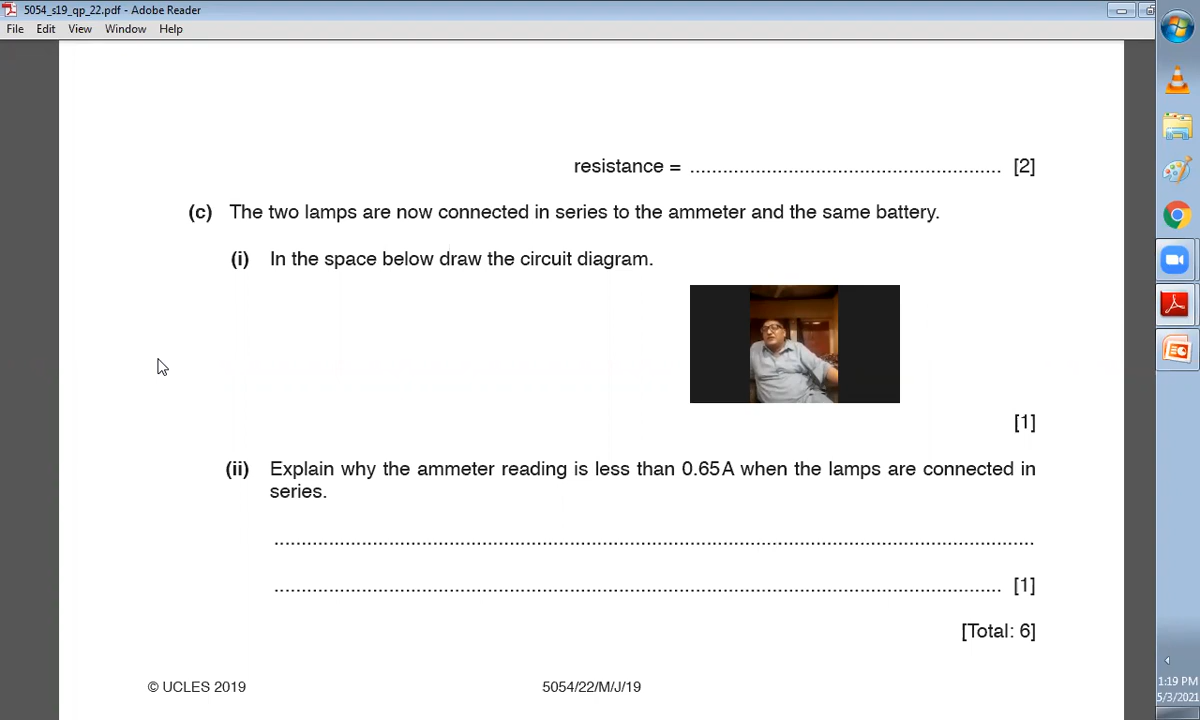 5054_s19_qp_22.pdf - Adobe Reader
File Edit View Window Help
resistance = ........................................................ [2]
(c) The two lamps are now connected in series to the ammeter and the same battery.
(i) In the space below draw the circuit diagram.
[1]
(ii) Explain why the ammeter reading is less than 0.65 A when the lamps are connected in
series.
..........................................................................................................................................
.................................................................................................................................... [1]
[Total: 6]
© UCLES 2019 5054/22/M/J/19
1:19 PM
5/3/2021